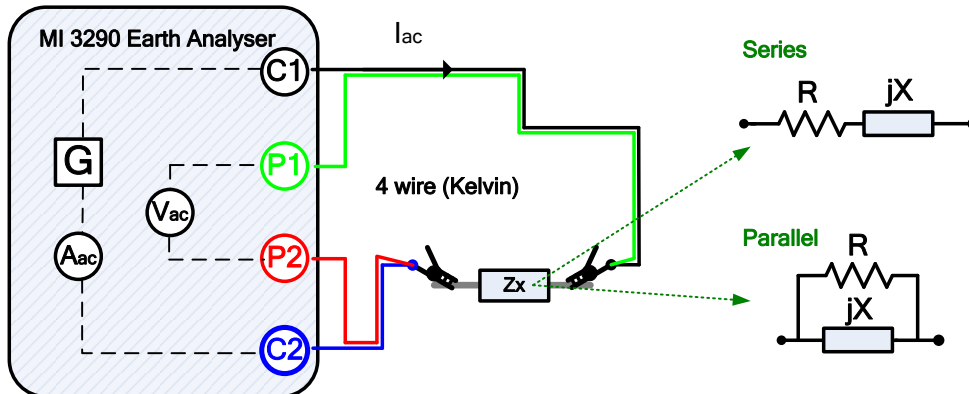 MI 3290 Earth Analyser
Iac
C1
Series
R
jX
G
P1
4 wire (Kelvin)
Vac
Aac
P2
Zx
Parallel
R
jX
C2